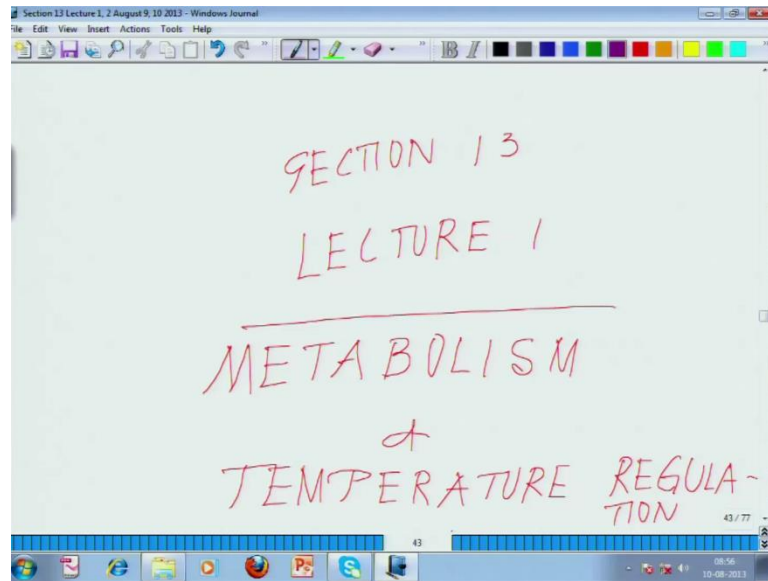 Section 13 Lecture 1, 2 August 9, 10 2013 - Windows Journal
File Edit View Insert Actions Tools Help
B I
SECTION 13
LECTURE 1
METABOLISM
&
TEMPERATURE REGULA-
TION
43 / 77
43
08:56
10-08-2013